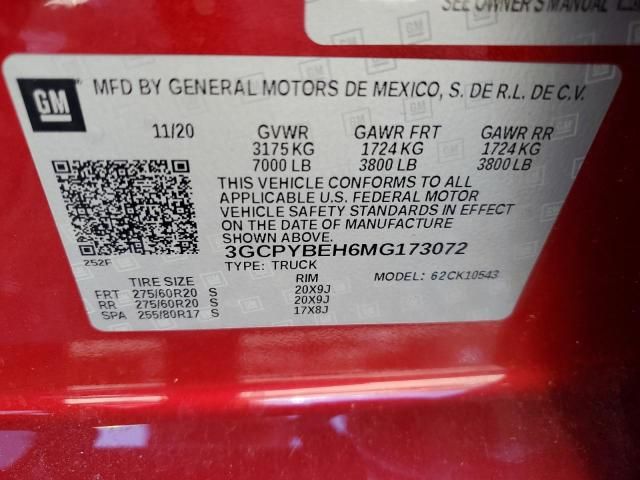 SEE OWNER'S MANUAL
GM
MFD BY GENERAL MOTORS DE MEXICO, S. DE R.L. DE C.V.
11/20 GVWR GAWR FRT GAWR RR
3175 KG 1724 KG 1724 KG
7000 LB 3800 LB 3800 LB
THIS VEHICLE CONFORMS TO ALL
APPLICABLE U.S. FEDERAL MOTOR
VEHICLE SAFETY STANDARDS IN EFFECT
ON THE DATE OF MANUFACTURE
SHOWN ABOVE.
3GCPYBEH6MG173072
252F
TYPE: TRUCK MODEL: 62CK10543
TIRE SIZE RIM
FRT 275/60R20 S 20X9J
RR 275/60R20 S 20X9J
SPA 255/80R17 S 17X8J